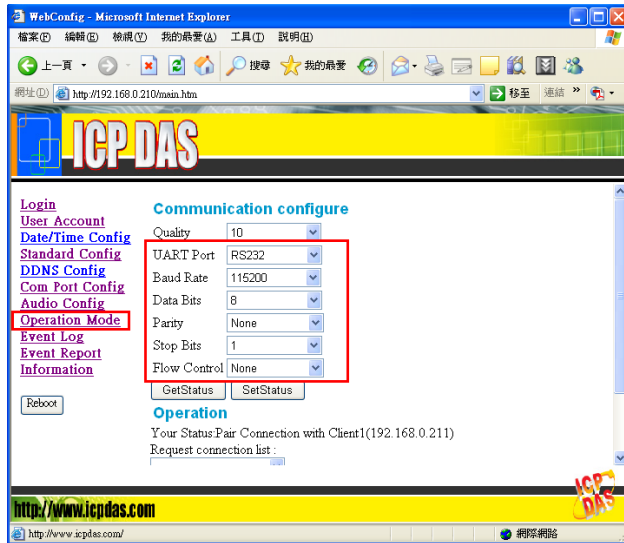 WebConfig - Microsoft Internet Explorer
檔案(F) 編輯(E) 檢視(V) 我的最愛(A) 工具(T) 說明(H)
上一頁 搜尋 我的最愛
網址(D) http://192.168.0.210/main.htm 移至 連結 »
ICP DAS
Login
User Account
Date/Time Config
Standard Config
DDNS Config
Com Port Config
Audio Config
Operation Mode
Event Log
Event Report
Information
Reboot
Communication configure
Quality 10
UART Port RS232
Baud Rate 115200
Data Bits 8
Parity None
Stop Bits 1
Flow Control None
GetStatus SetStatus
Operation
Your Status:Pair Connection with Client1(192.168.0.211)
Request connection list :
http://www.icpdas.com
ICP DAS
http://www.icpdas.com/ 網際網路